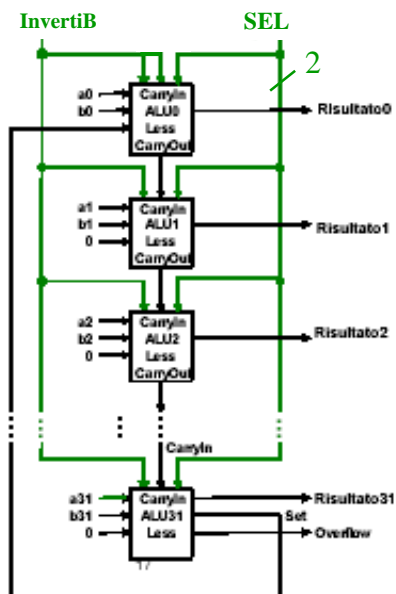 InvertiB SEL
2
a0 CarryIn
b0 ALU0 Risultato0
Less
CarryOut
a1 CarryIn
b1 ALU1 Risultato1
0 Less
CarryOut
a2 CarryIn
b2 ALU2 Risultato2
0 Less
CarryOut
CarryIn
a31 CarryIn Risultato31
b31 ALU31 Set
0 Less Overflow
17